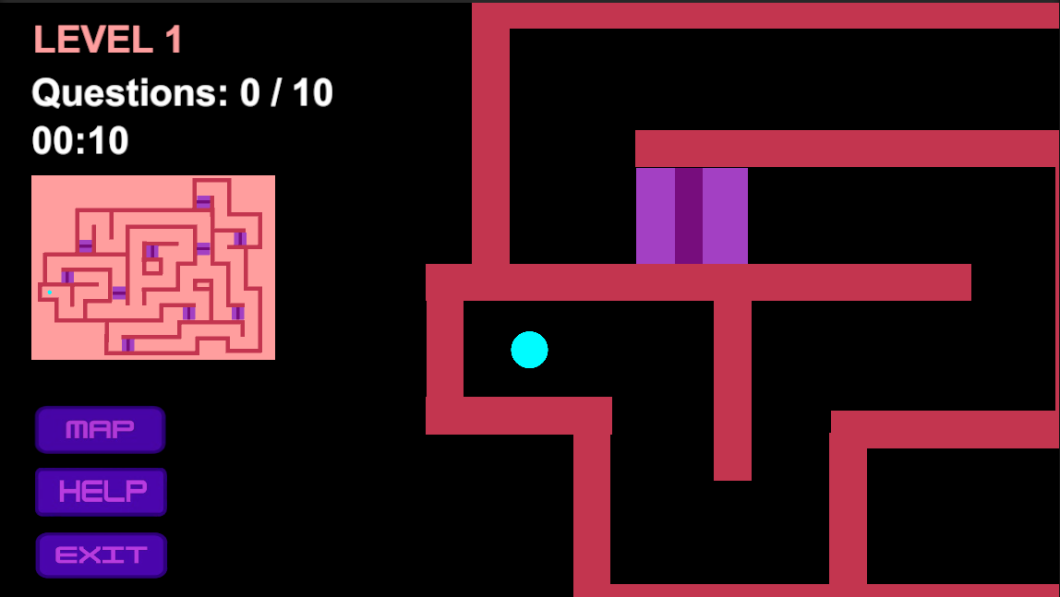 LEVEL 1
Questions: 0 / 10
00:10
MAP
HELP
EXIT